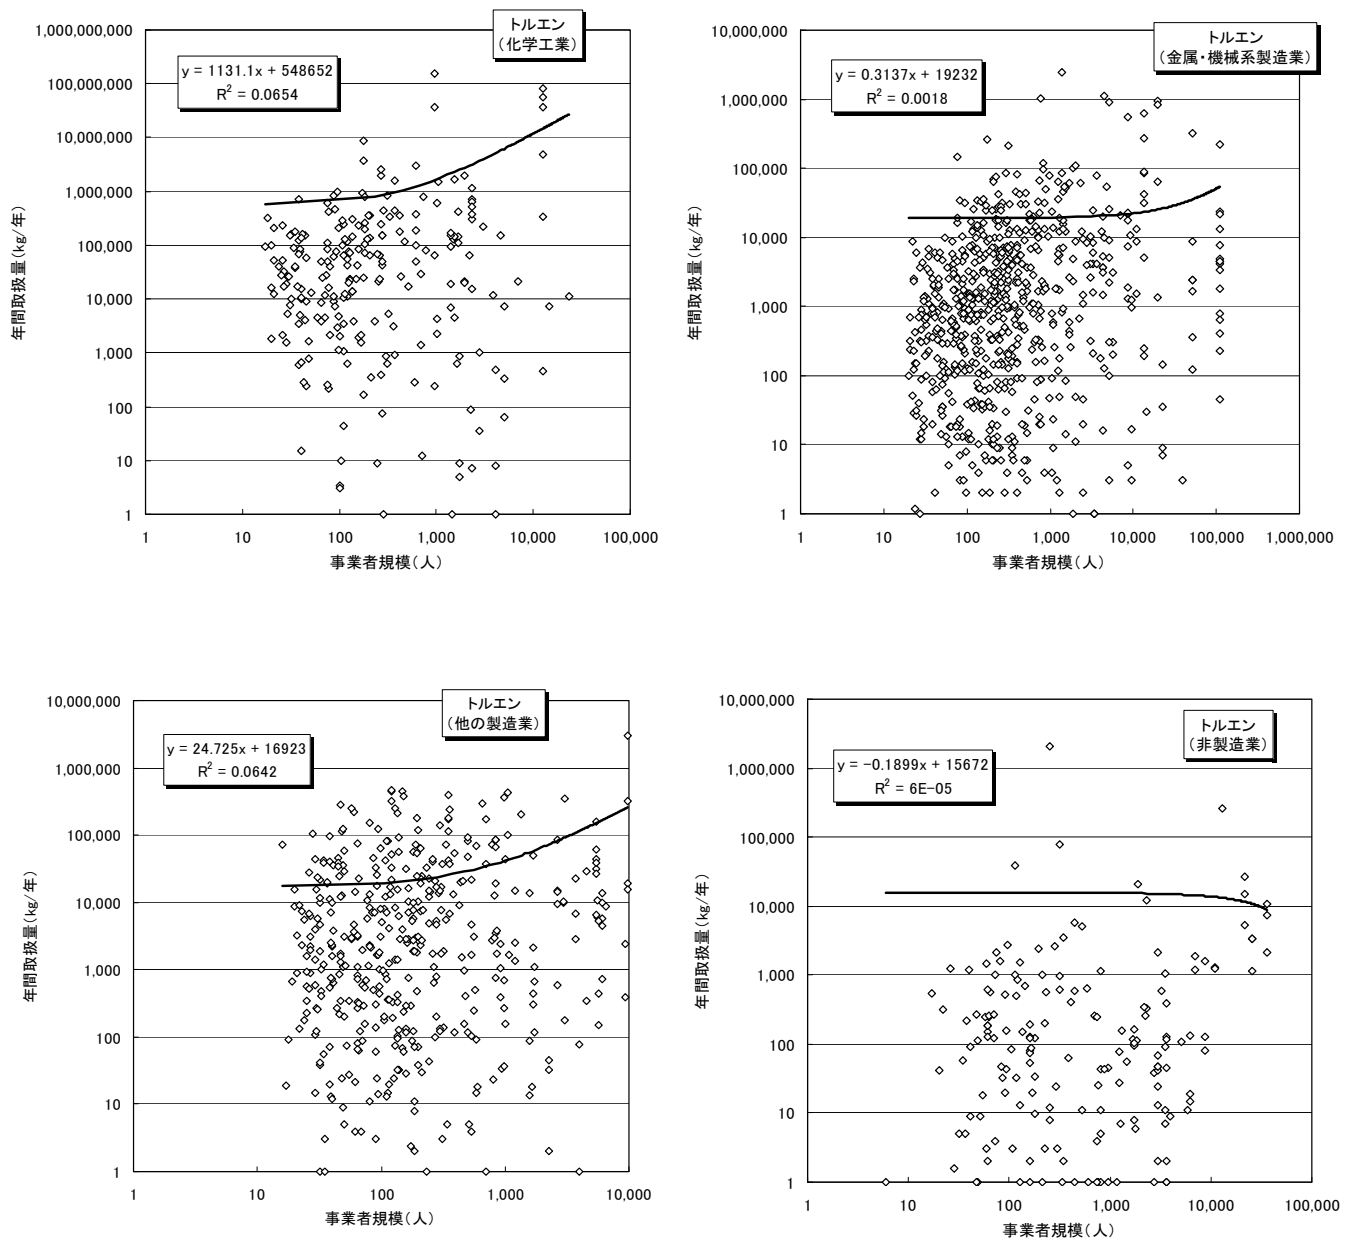 トルエン
(化学工業)
y = 1131.1x + 548652
R² = 0.0654
1,000,000,000
100,000,000
10,000,000
1,000,000
100,000
10,000
1,000
100
10
1
年間取扱量(kg/年)
1 10 100 1,000 10,000 100,000
事業者規模(人)
トルエン
(金属・機械系製造業)
y = 0.3137x + 19232
R² = 0.0018
10,000,000
1,000,000
100,000
10,000
1,000
100
10
1
年間取扱量(kg/年)
1 10 100 1,000 10,000 100,000 1,000,000
事業者規模(人)
トルエン
(他の製造業)
y = 24.725x + 16923
R² = 0.0642
10,000,000
1,000,000
100,000
10,000
1,000
100
10
1
年間取扱量(kg/年)
1 10 100 1,000 10,000
事業者規模(人)
トルエン
(非製造業)
y = -0.1899x + 15672
R² = 6E-05
10,000,000
1,000,000
100,000
10,000
1,000
100
10
1
年間取扱量(kg/年)
1 10 100 1,000 10,000 100,000
事業者規模(人)